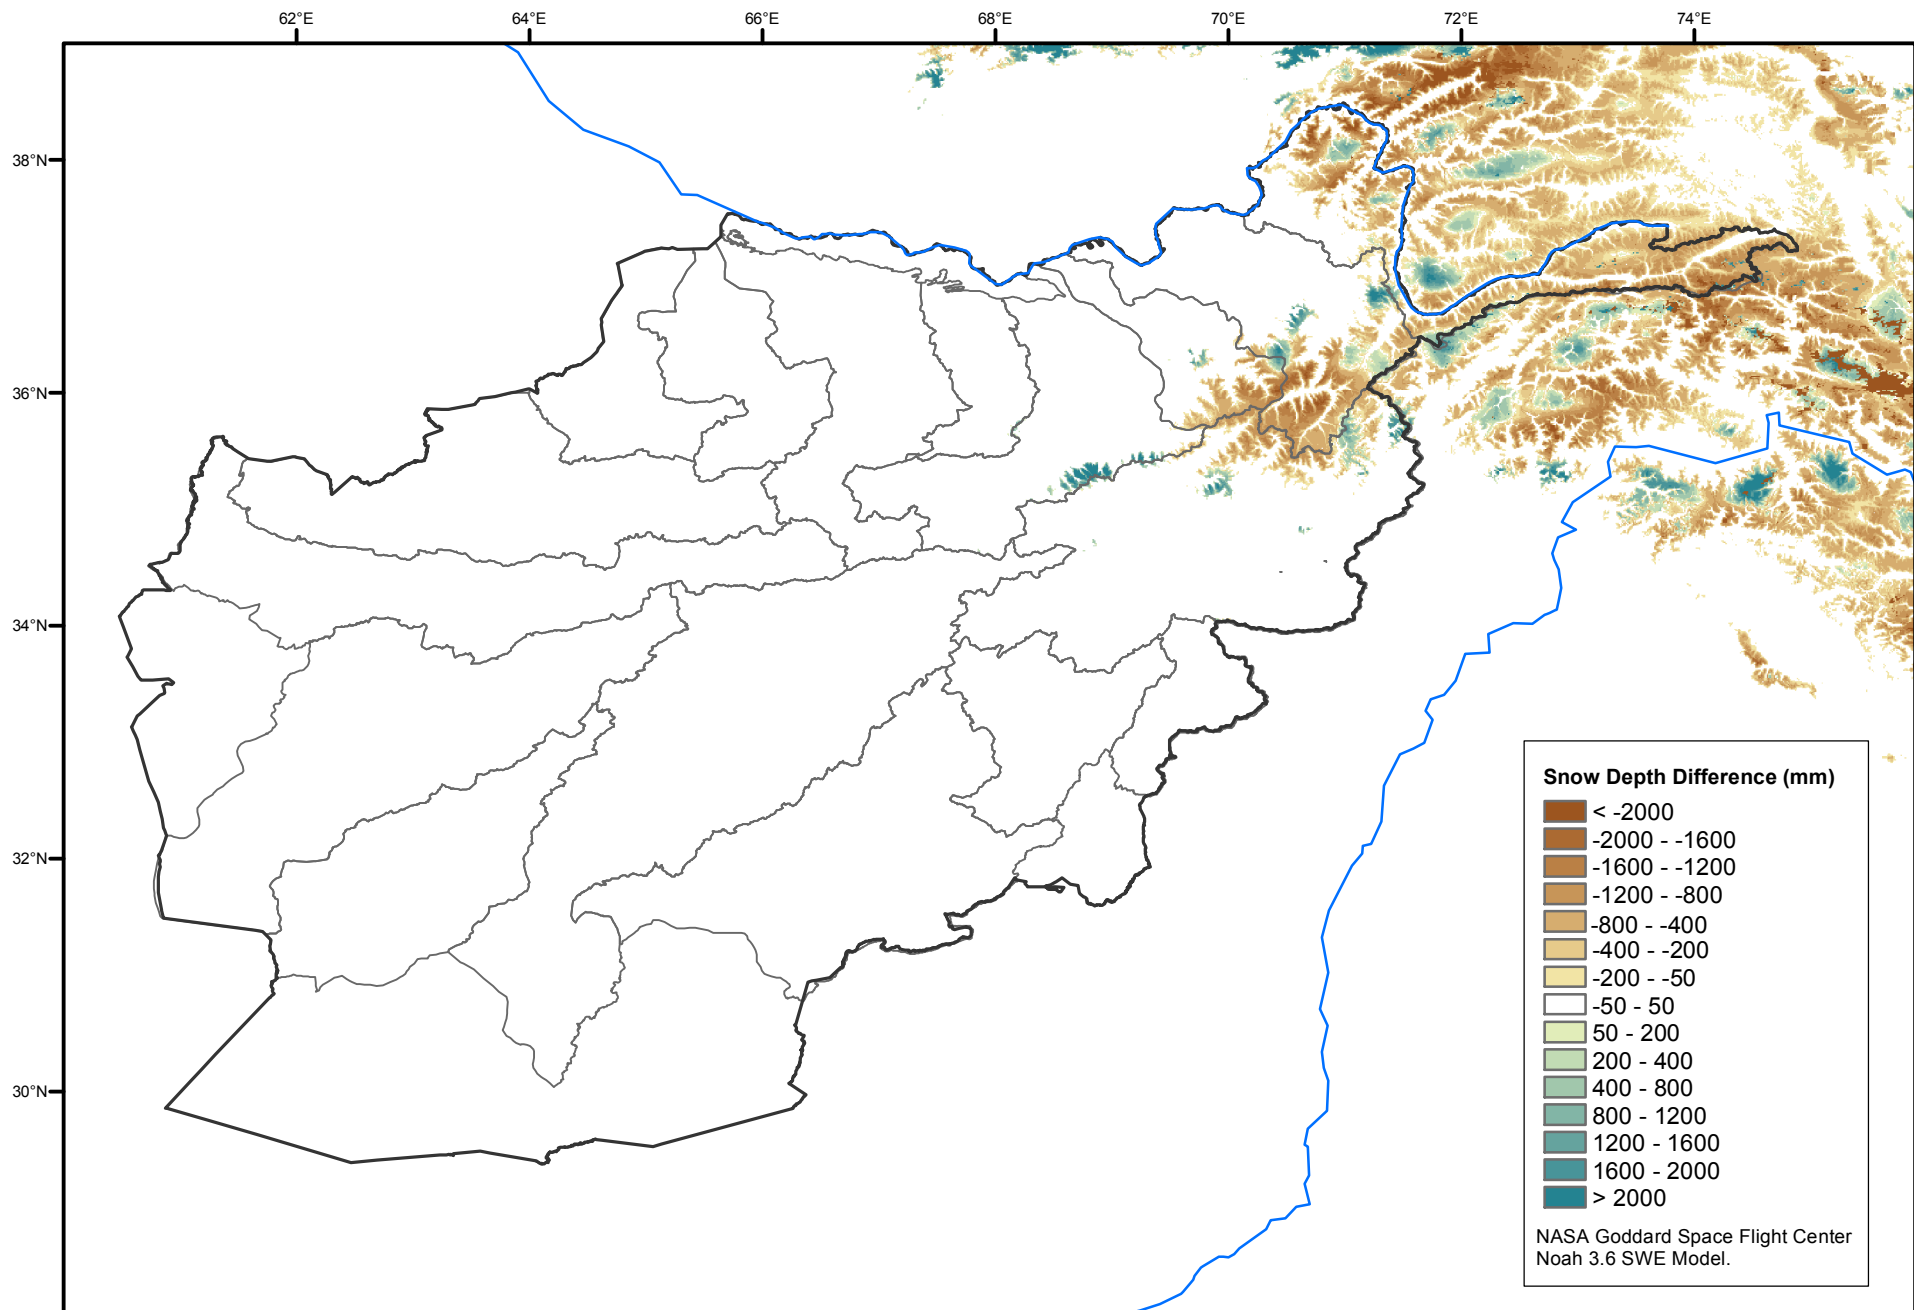 62°E 64°E 66°E 68°E 70°E 72°E 74°E
38°N
36°N
34°N
32°N
30°N
Snow Depth Difference (mm)
< -2000
-2000 - -1600
-1600 - -1200
-1200 - -800
-800 - -400
-400 - -200
-200 - -50
-50 - 50
50 - 200
200 - 400
400 - 800
800 - 1200
1200 - 1600
1600 - 2000
> 2000
NASA Goddard Space Flight Center
Noah 3.6 SWE Model.